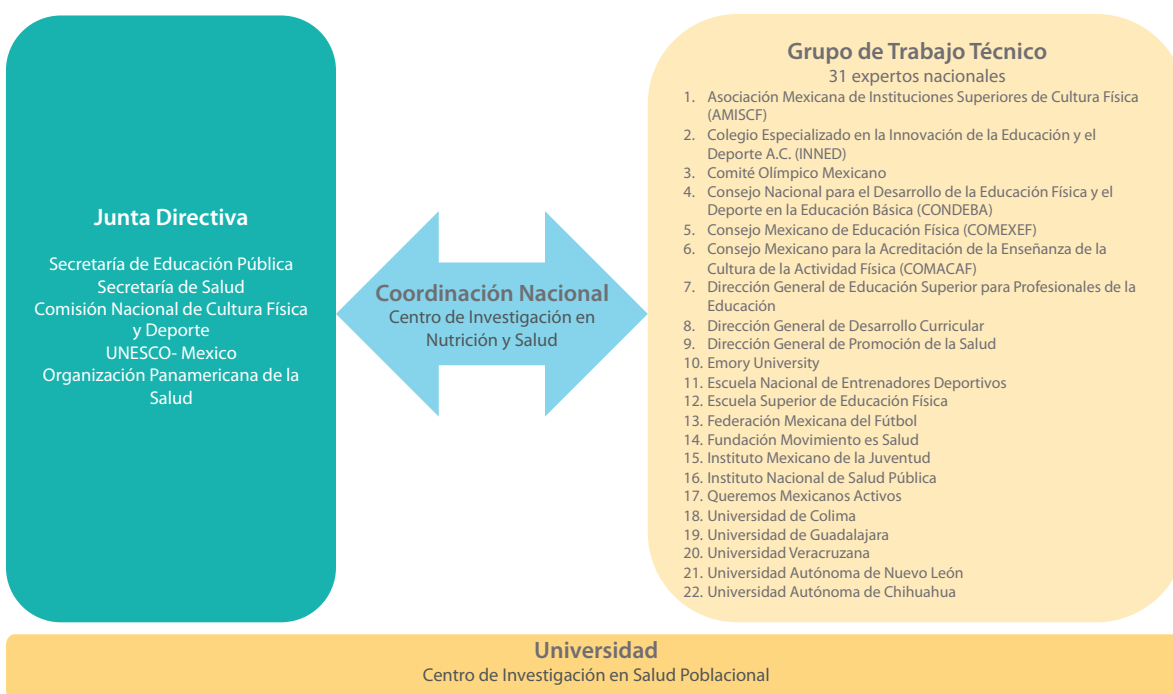 Junta Directiva
Secretaría de Educación Pública
Secretaría de Salud
Comisión Nacional de Cultura Física
y Deporte
UNESCO- Mexico
Organización Panamericana de la
Salud
Coordinación Nacional
Centro de Investigación en
Nutrición y Salud
Grupo de Trabajo Técnico
31 expertos nacionales
1. Asociación Mexicana de Instituciones Superiores de Cultura Física
(AMISCF)
2. Colegio Especializado en la Innovación de la Educación y el
Deporte A.C. (INNED)
3. Comité Olímpico Mexicano
4. Consejo Nacional para el Desarrollo de la Educación Física y el
Deporte en la Educación Básica (CONDEBA)
5. Consejo Mexicano de Educación Física (COMEXEF)
6. Consejo Mexicano para la Acreditación de la Enseñanza de la
Cultura de la Actividad Física (COMACAF)
7. Dirección General de Educación Superior para Profesionales de la
Educación
8. Dirección General de Desarrollo Curricular
9. Dirección General de Promoción de la Salud
10. Emory University
11. Escuela Nacional de Entrenadores Deportivos
12. Escuela Superior de Educación Física
13. Federación Mexicana del Fútbol
14. Fundación Movimiento es Salud
15. Instituto Mexicano de la Juventud
16. Instituto Nacional de Salud Pública
17. Queremos Mexicanos Activos
18. Universidad de Colima
19. Universidad de Guadalajara
20. Universidad Veracruzana
21. Universidad Autónoma de Nuevo León
22. Universidad Autónoma de Chihuahua
Universidad
Centro de Investigación en Salud Poblacional